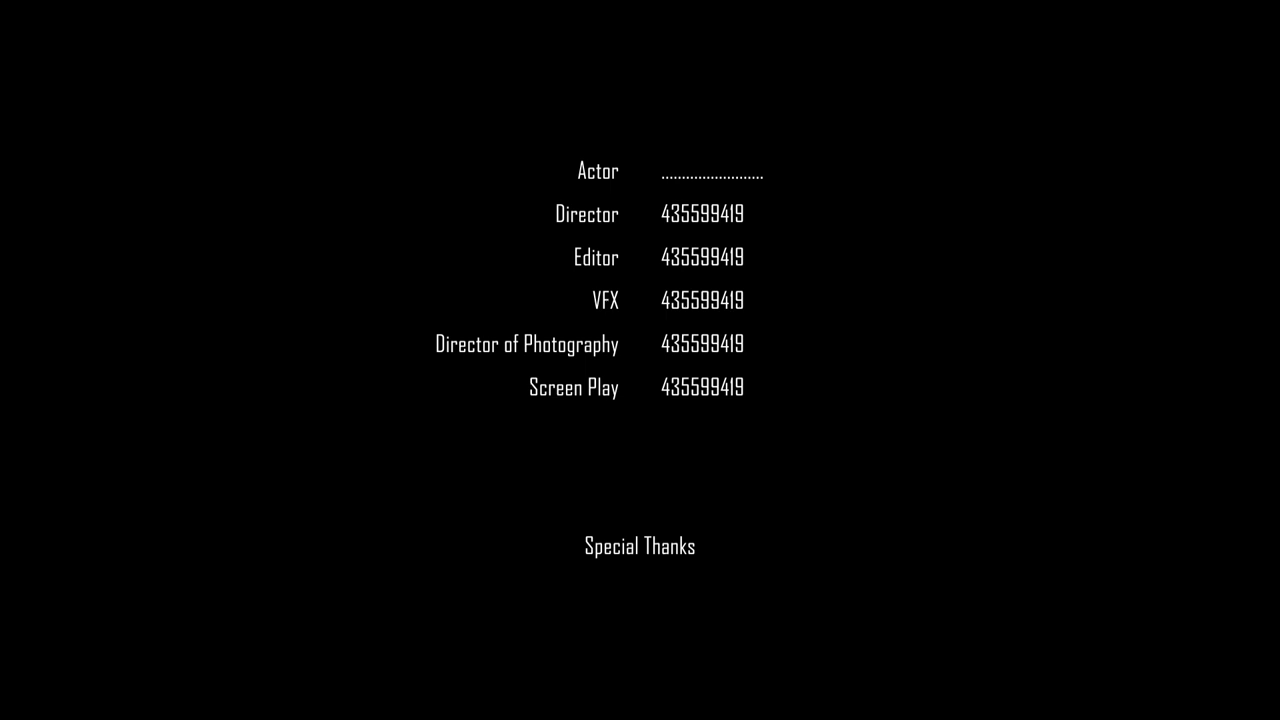 Actor .........................
Director 435599419
Editor 435599419
VFX 435599419
Director of Photography 435599419
Screen Play 435599419
Special Thanks